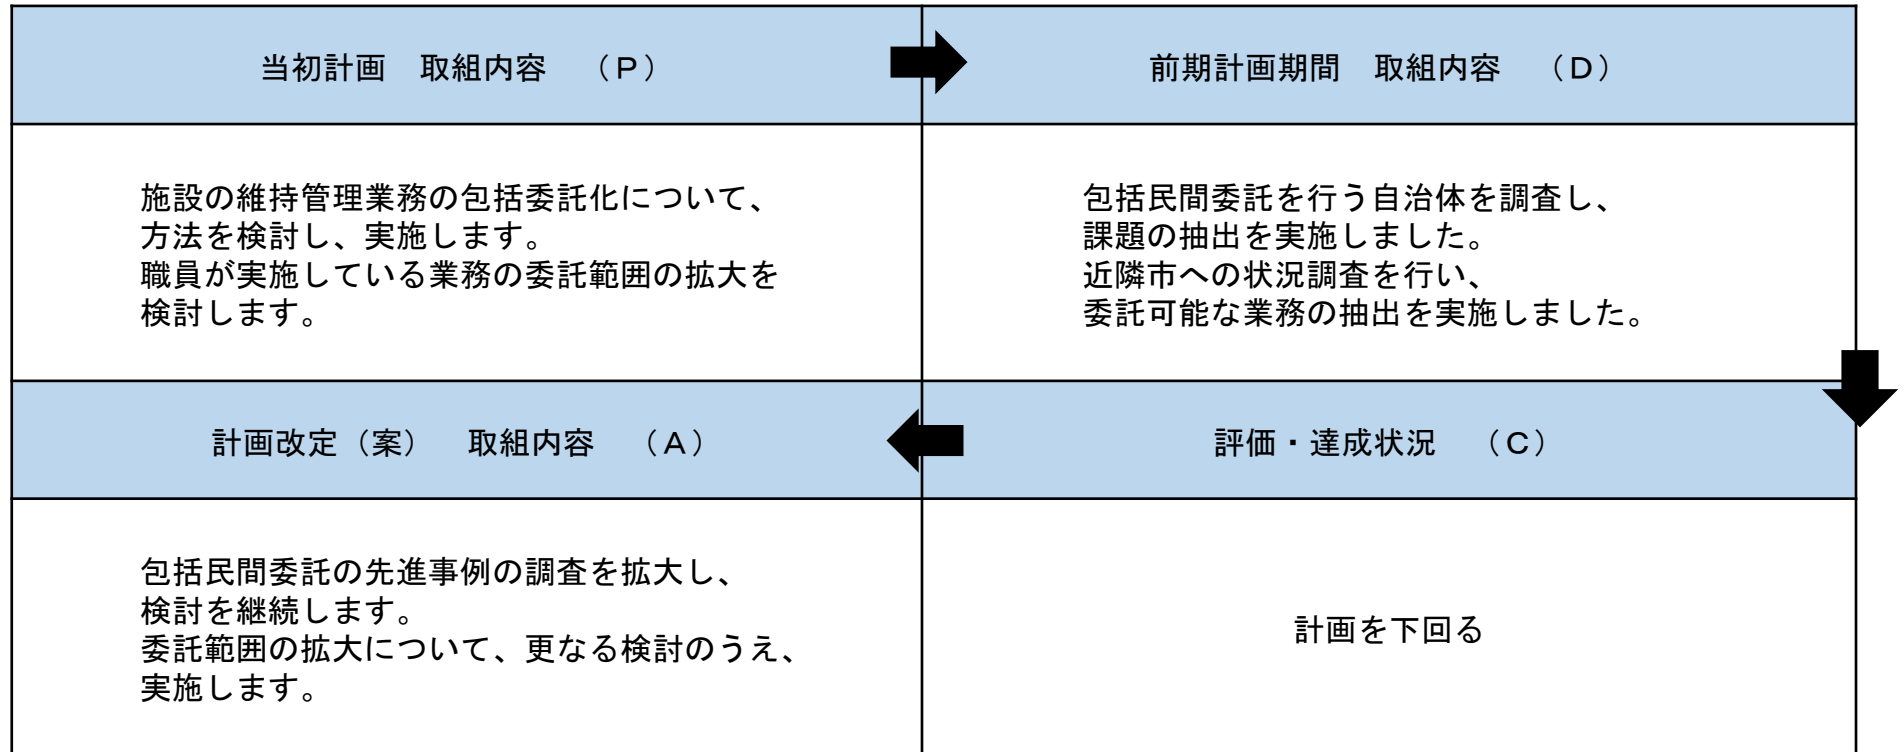 当初計画　取組内容　（Ｐ）
前期計画期間　取組内容　（Ｄ）
施設の維持管理業務の包括委託化について、
方法を検討し、実施します。
職員が実施している業務の委託範囲の拡大を
検討します。
包括民間委託を行う自治体を調査し、
課題の抽出を実施しました。
近隣市への状況調査を行い、
委託可能な業務の抽出を実施しました。
計画改定（案）　取組内容　（Ａ）
評価・達成状況　（Ｃ）
包括民間委託の先進事例の調査を拡大し、
検討を継続します。
委託範囲の拡大について、更なる検討のうえ、
実施します。
計画を下回る